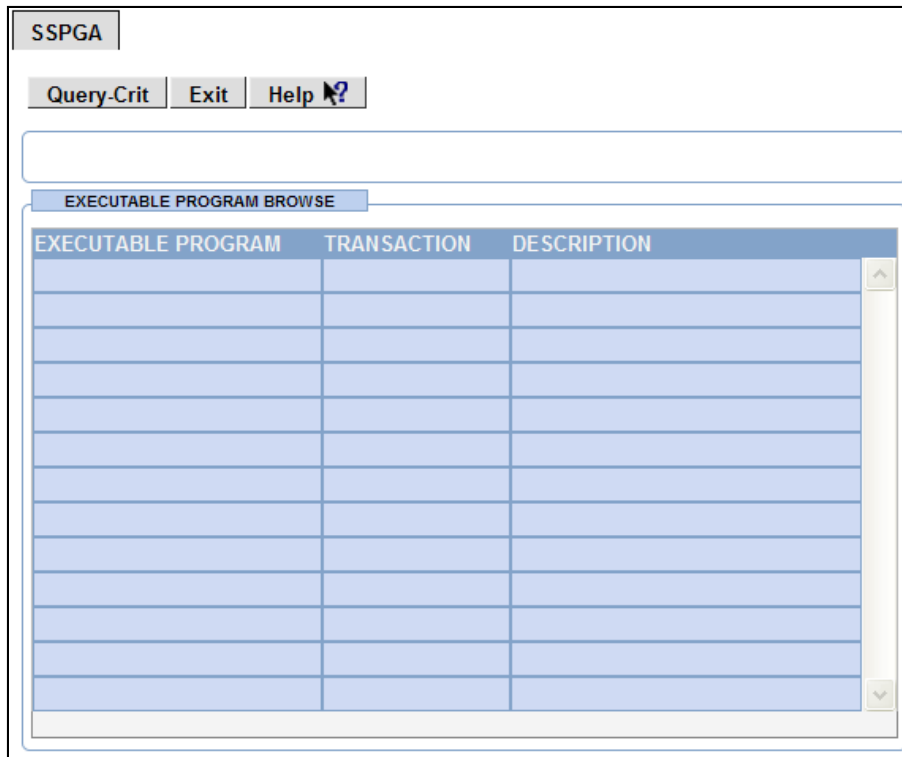 SSPGA
Query-Crit Exit Help ?
EXECUTABLE PROGRAM BROWSE
EXECUTABLE PROGRAM TRANSACTION DESCRIPTION